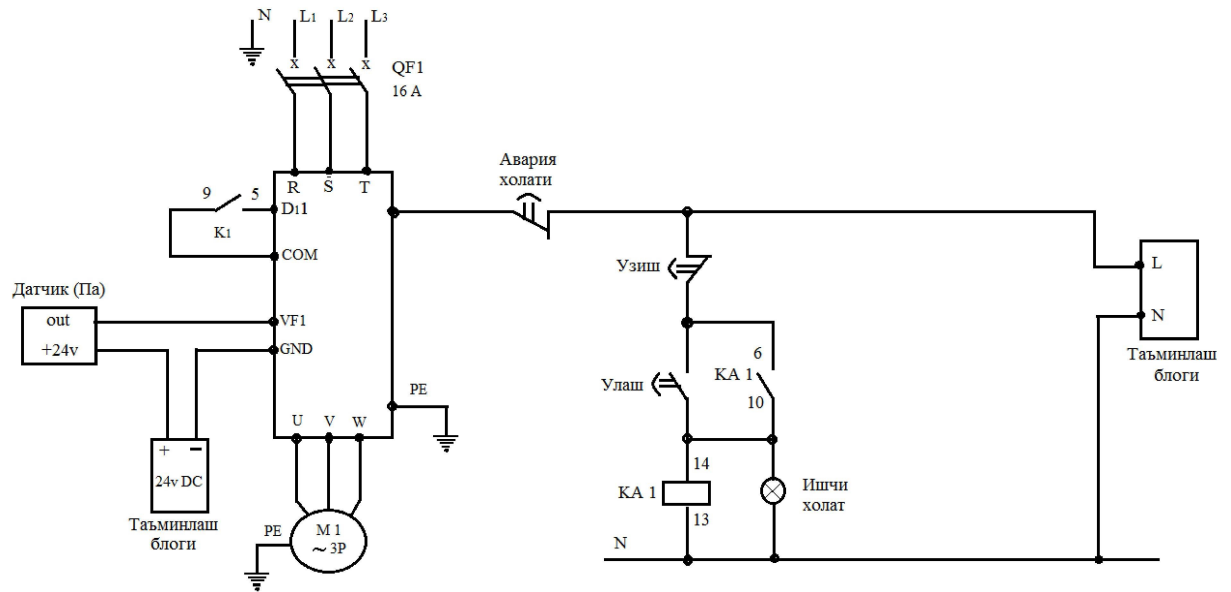 N L1 L2 L3
x x x
QF1
16 A
Авария
холати
R S T
9 5
D11
K1
COM
Узиш
L
N
Таъминлаш
блоги
Датчик (Па)
out
+24v
VF1
GND
6
KA 1
10
Улаш
PE
U V W
+ −
24v DC
Таъминлаш
блоги
14
KA 1
13
Ишчи
холат
PE
M 1
~ 3P
N